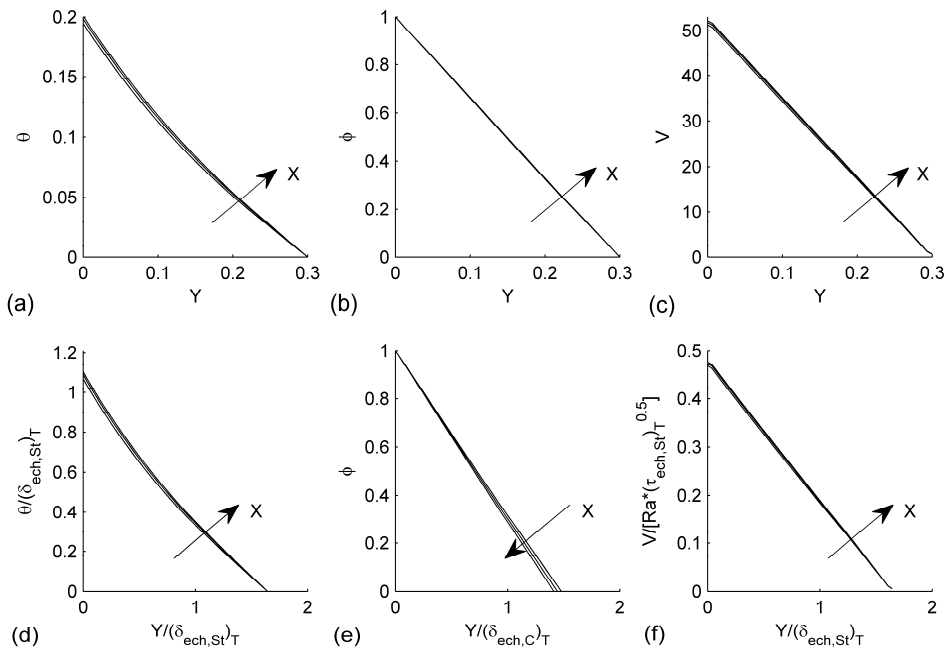 0.2
0.15
0.1
0.05
0
θ
0
0.1
0.2
0.3
Y
X
(a)
1
0.8
0.6
0.4
0.2
0
ϕ
0
0.1
0.2
0.3
Y
X
(b)
50
40
30
20
10
0
V
0
0.1
0.2
0.3
Y
X
(c)
1.2
1
0.8
0.6
0.4
0.2
0
θ/(δech,St)T
0
1
2
Y/(δech,St)T
X
(d)
1
0.8
0.6
0.4
0.2
0
ϕ
0
1
2
Y/(δech,C)T
X
(e)
0.5
0.4
0.3
0.2
0.1
0
V/[Ra*(τech,St)T0.5]
0
1
2
Y/(δech,St)T
X
(f)